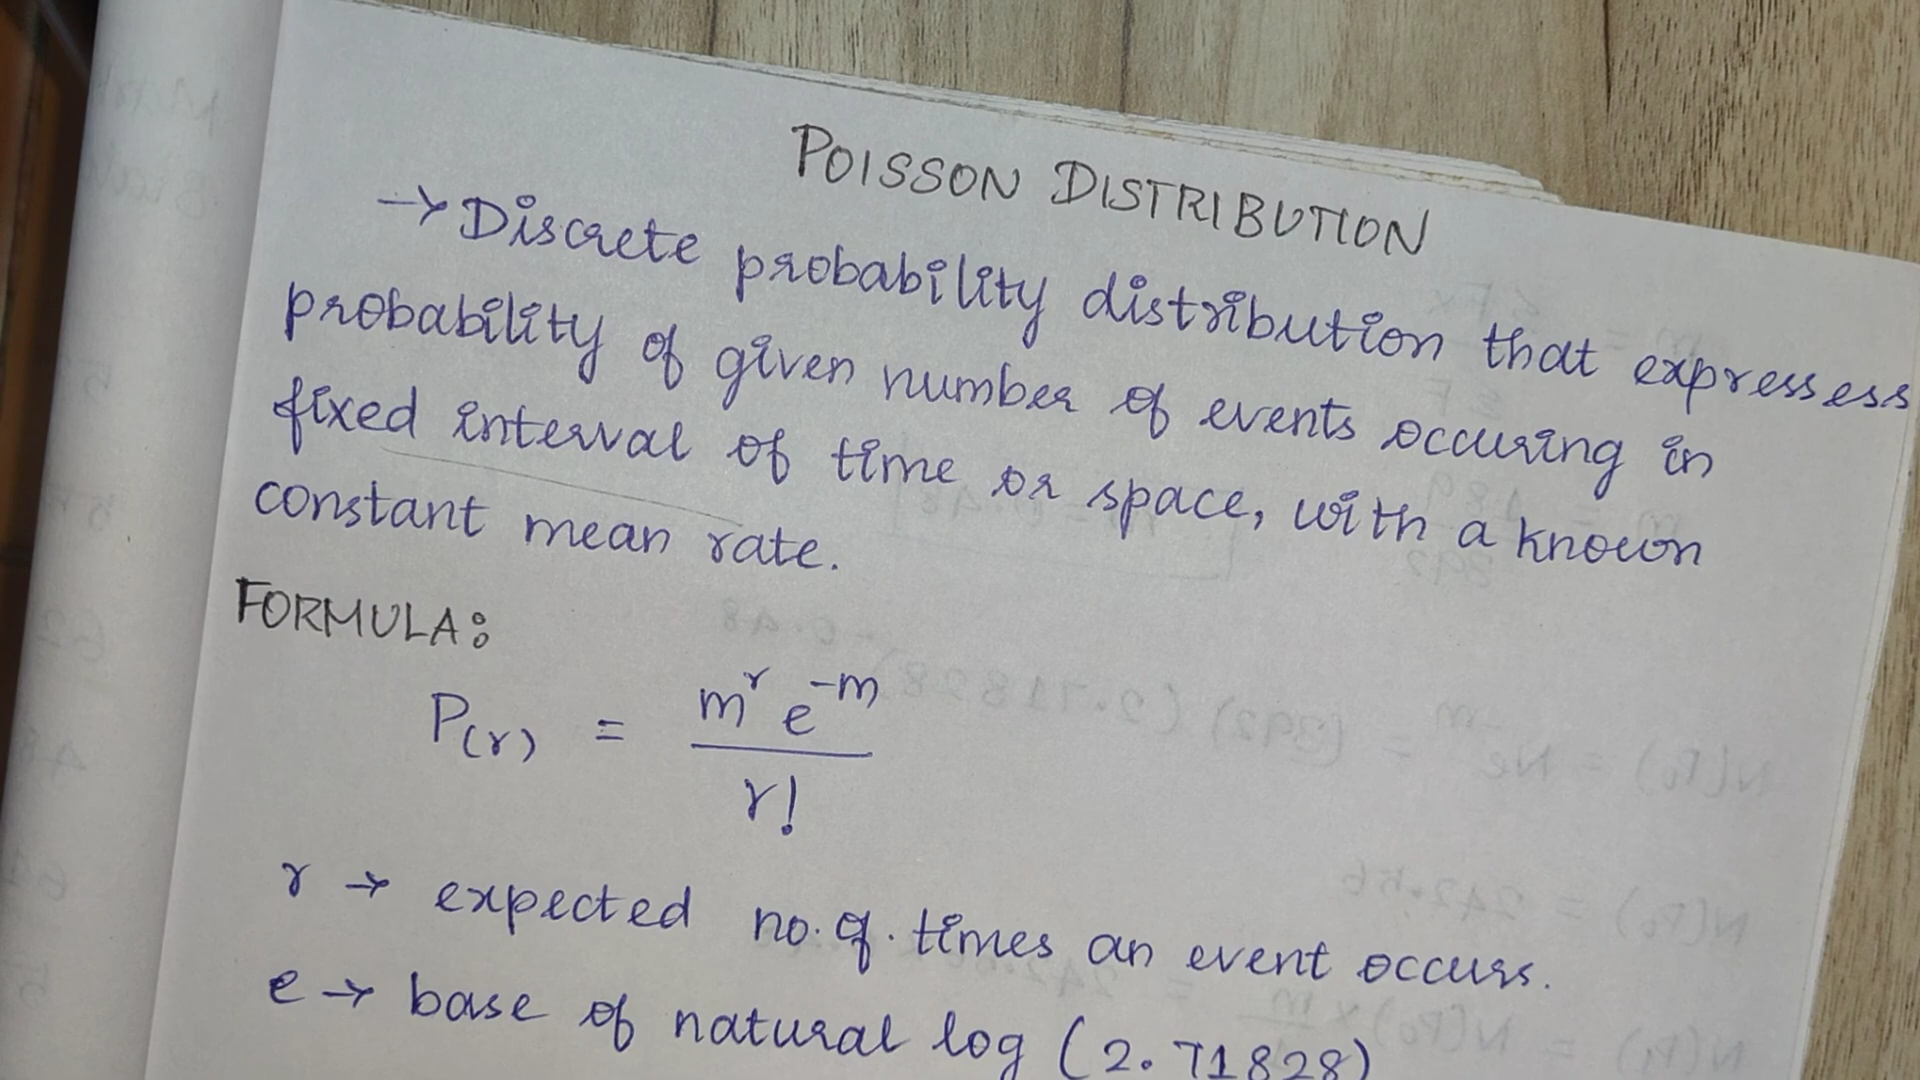 POISSON DISTRIBUTION
→ Discrete probability distribution that expressess
probability of given number of events occuring in
fixed interval of time or space, with a known
constant mean rate.
FORMULA:
P(r) = m^r e^-m / r!
r → expected no. of. times an event occurs.
e → base of natural log (2.71828)